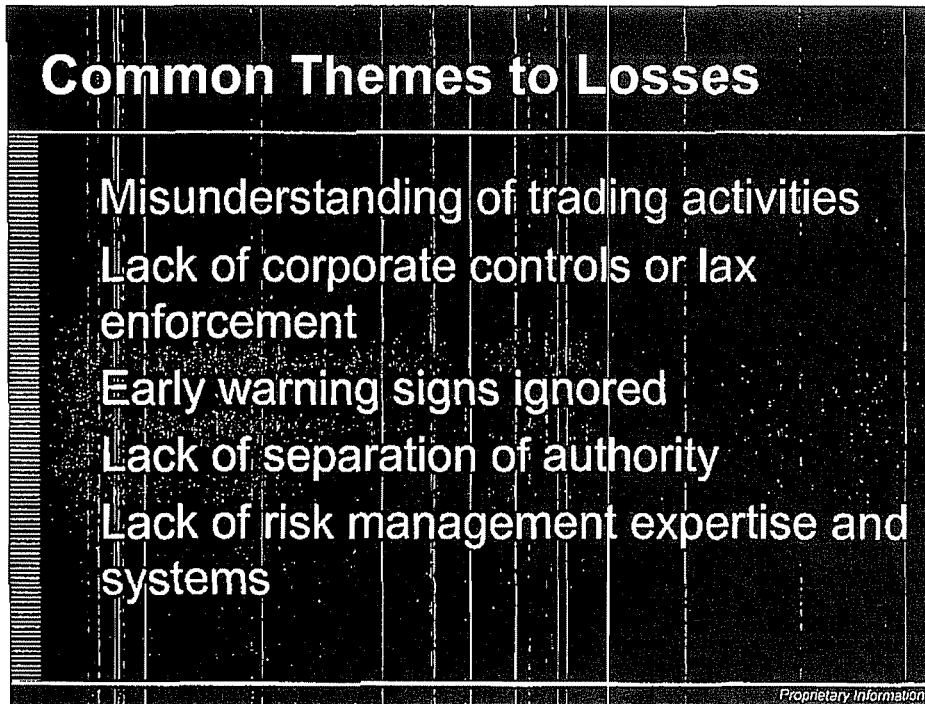 Common Themes to Losses
Misunderstanding of trading activities
Lack of corporate controls or lax
enforcement
Early warning signs ignored
Lack of separation of authority
Lack of risk management expertise and
systems
Proprietary Information